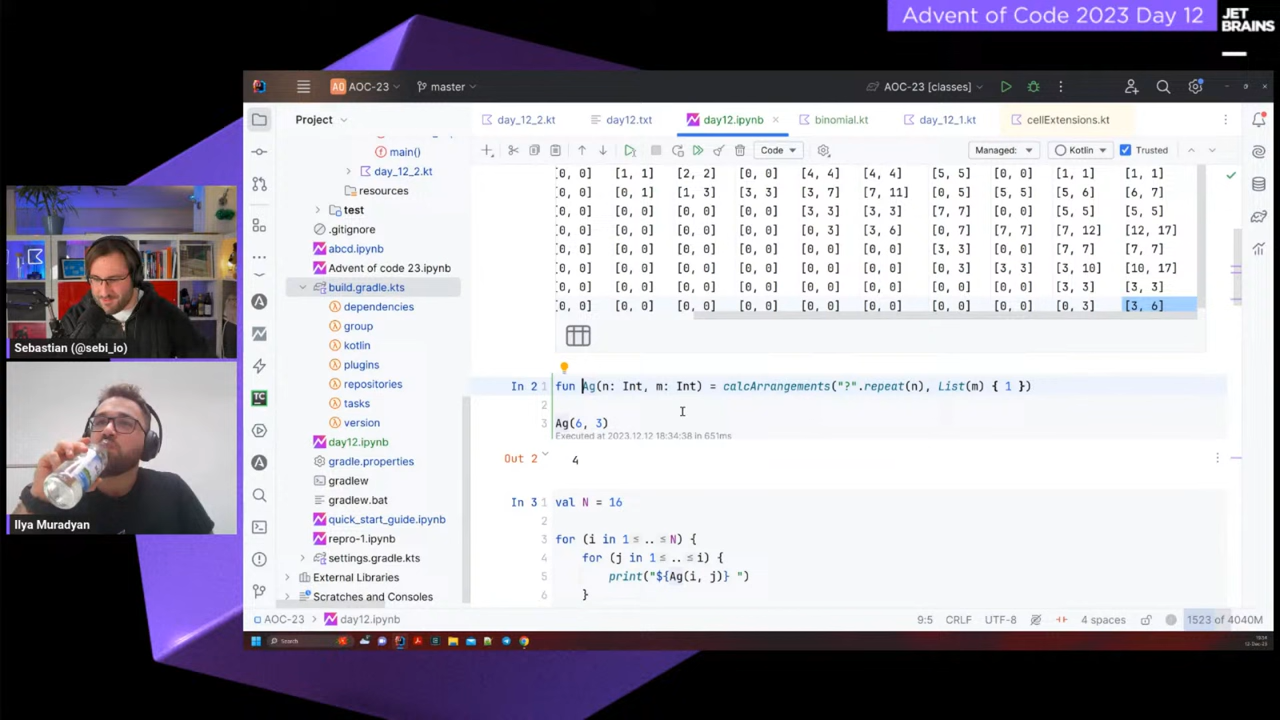 Advent of Code 2023 Day 12
JET
BRAINS
AO AOC-23
master
AOC-23 [classes]
Project
day_12_2.kt
day12.txt
day12.ipynb
binomial.kt
day_12_1.kt
cellExtensions.kt
Code
Managed:
Kotlin
Trusted
main()
day_12_2.kt
resources
test
.gitignore
abcd.ipynb
Advent of code 23.ipynb
build.gradle.kts
dependencies
group
kotlin
plugins
repositories
tasks
version
day12.ipynb
gradle.properties
gradlew
gradlew.bat
quick_start_guide.ipynb
repro-1.ipynb
settings.gradle.kts
External Libraries
Scratches and Consoles
[0, 0] [1, 1] [2, 2] [0, 0] [4, 4] [4, 4] [5, 5] [0, 0] [1, 1] [1, 1]
[0, 0] [0, 0] [1, 3] [3, 3] [3, 7] [7, 11] [0, 5] [5, 5] [5, 6] [6, 7]
[0, 0] [0, 0] [0, 0] [0, 0] [3, 3] [3, 3] [7, 7] [0, 0] [5, 5] [5, 5]
[0, 0] [0, 0] [0, 0] [0, 0] [0, 3] [3, 6] [0, 7] [7, 7] [7, 12] [12, 17]
[0, 0] [0, 0] [0, 0] [0, 0] [0, 0] [0, 0] [3, 3] [0, 0] [7, 7] [7, 7]
[0, 0] [0, 0] [0, 0] [0, 0] [0, 0] [0, 0] [0, 3] [3, 3] [3, 10] [10, 17]
[0, 0] [0, 0] [0, 0] [0, 0] [0, 0] [0, 0] [0, 0] [0, 0] [3, 3] [3, 3]
[0, 0] [0, 0] [0, 0] [0, 0] [0, 0] [0, 0] [0, 0] [0, 0] [0, 3] [3, 6]
In 2 1 fun Ag(n: Int, m: Int) = calcArrangements("?".repeat(n), List(m) { 1 })
2
3 Ag(6, 3)
Executed at 2023.12.12 18:34:38 in 651ms
Out 2 4
In 3 1 val N = 16
2
3 for (i in 1≤..≤N) {
4 for (j in 1≤..≤i) {
5 print("${Ag(i, j)} ")
6 }
Sebastian (@sebi_io)
Ilya Muradyan
TC
AOC-23
day12.ipynb
9:5 CRLF UTF-8 4 spaces 1523 of 4040M
Search